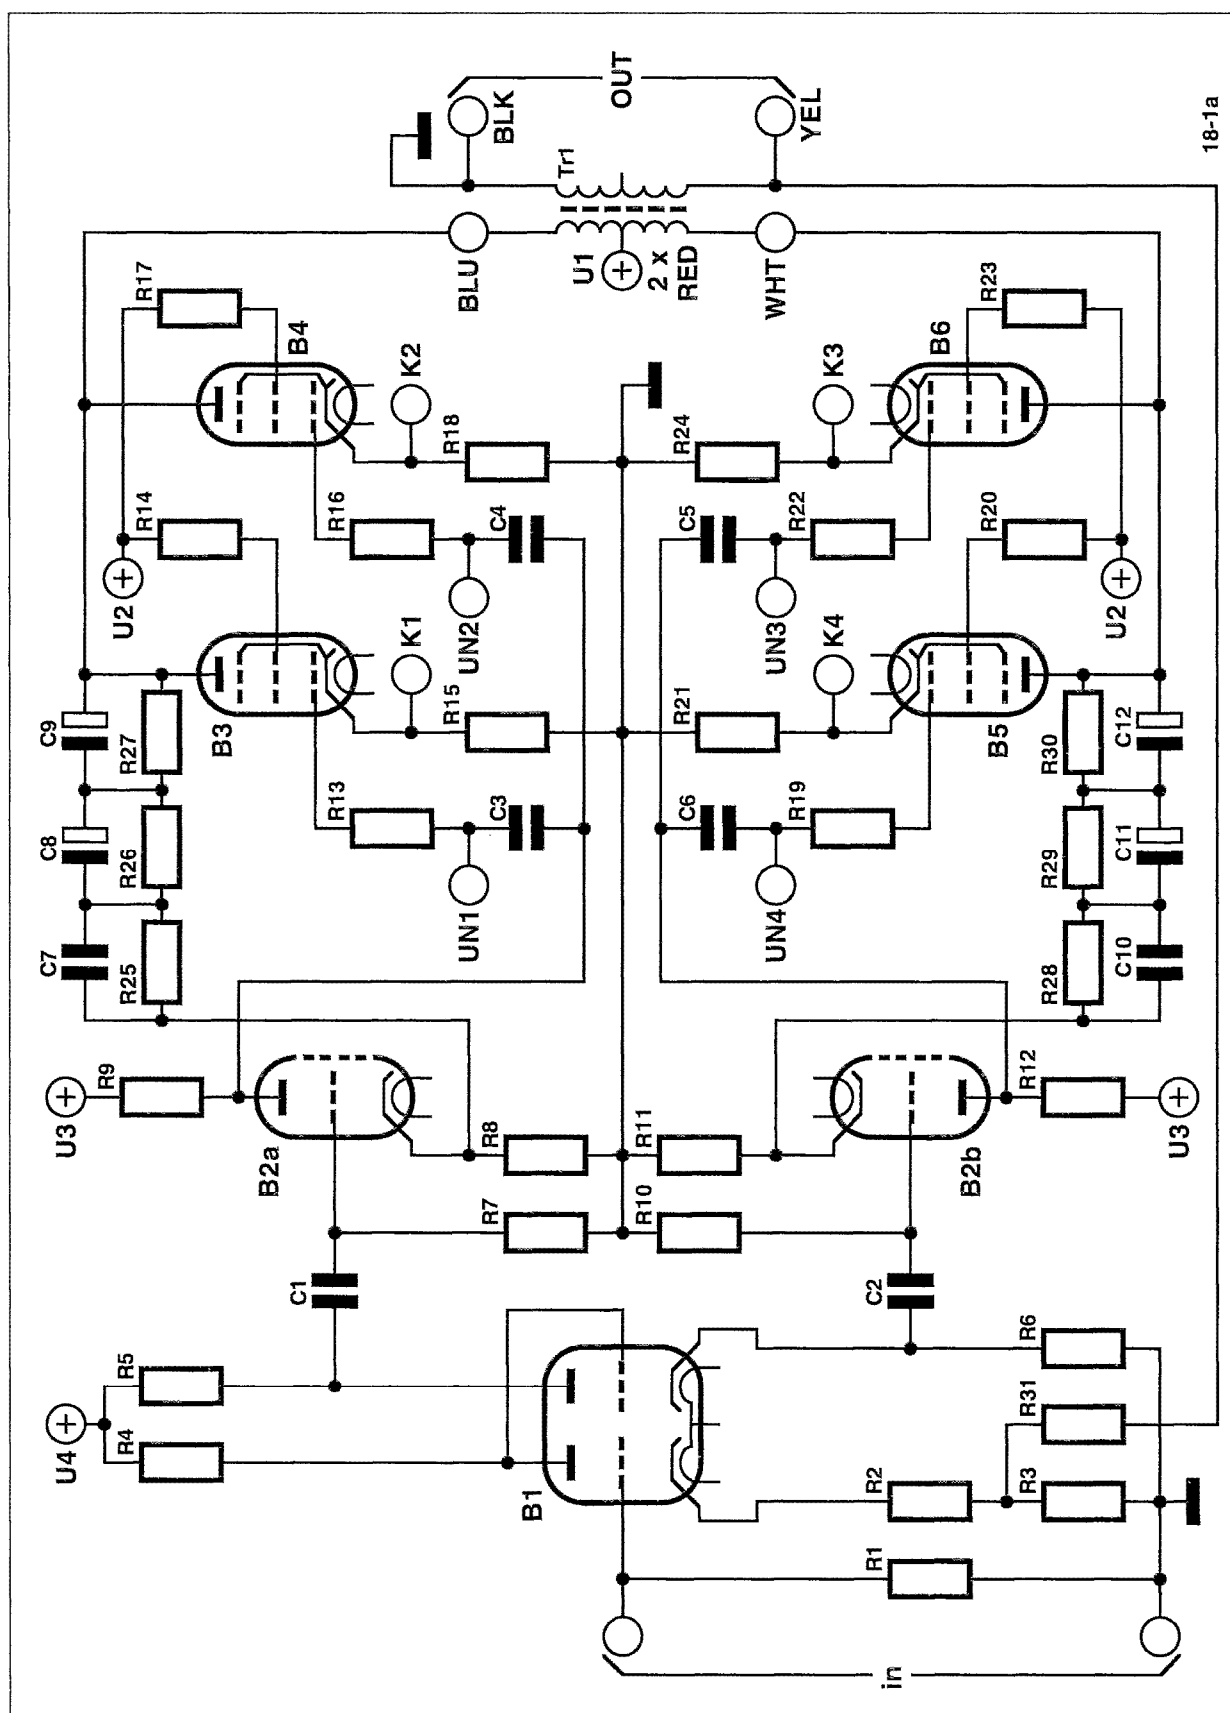 C7
C8
C9
U4
U3
R9
R4
R5
R25
R26
R27
U2
R14
R17
B3
B2a
C1
B4
R13
R16
K1
K2
R15
R18
UN1
UN2
BLU
R7
R8
C3
C4
BLK
B1
Tr1
U1
OUT
2 x
RED
R10
R11
R21
R24
C6
C5
UN4
UN3
WHT
R19
R22
YEL
K4
K3
R1
R2
C2
in
B2b
B5
B6
R20
R23
R3
R31
R6
R12
R28
R29
R30
U2
C10
C11
C12
U3
18-1a